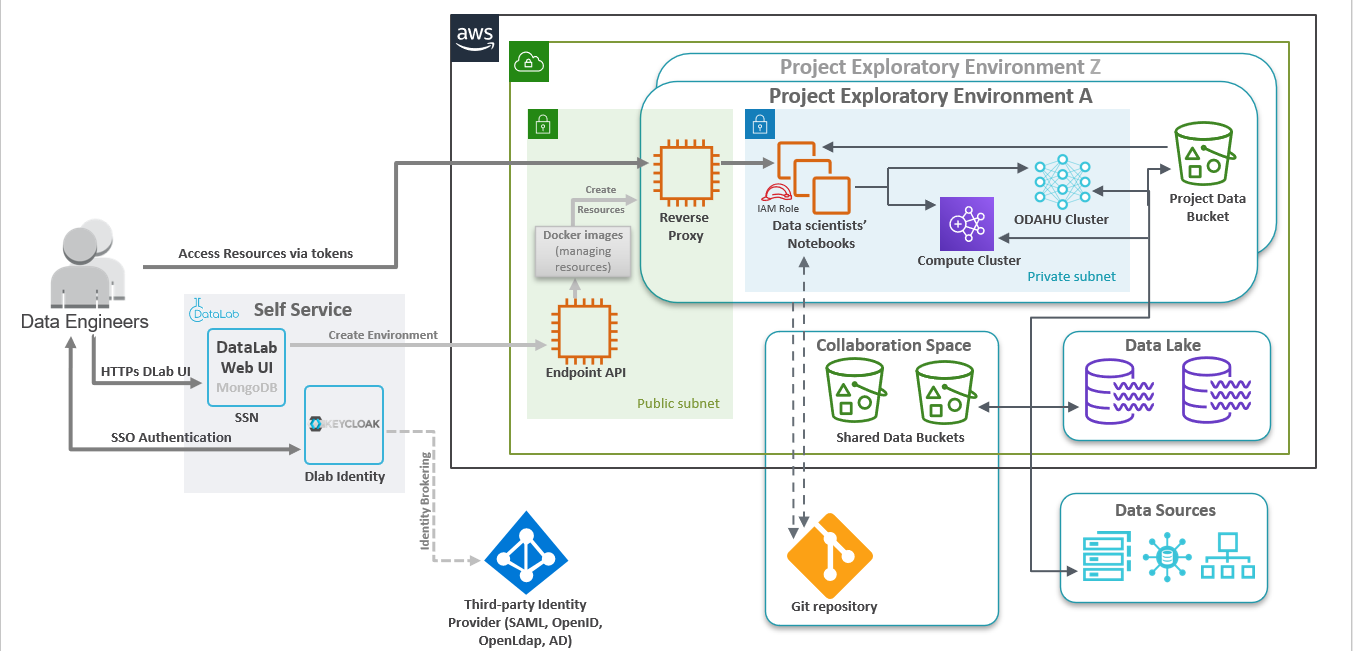 aws
Project Exploratory Environment Z
Project Exploratory Environment A
Create
Resources
Reverse
Proxy
IAM Role
Data scientists’
Notebooks
ODAHU Cluster
Compute Cluster
Private subnet
Project Data
Bucket
Docker images
(managing
resources)
Access Resources via tokens
Data Engineers
DataLab
Self Service
Create Environment
Endpoint API
Public subnet
DataLab
Web UI
MongoDB
SSN
HTTPs DLab UI
SSO Authentication
KEYCLOAK
Dlab Identity
Identity Brokering
Collaboration Space
Shared Data Buckets
Data Lake
Data Sources
Git repository
Third-party Identity
Provider (SAML, OpenID,
OpenLdap, AD)